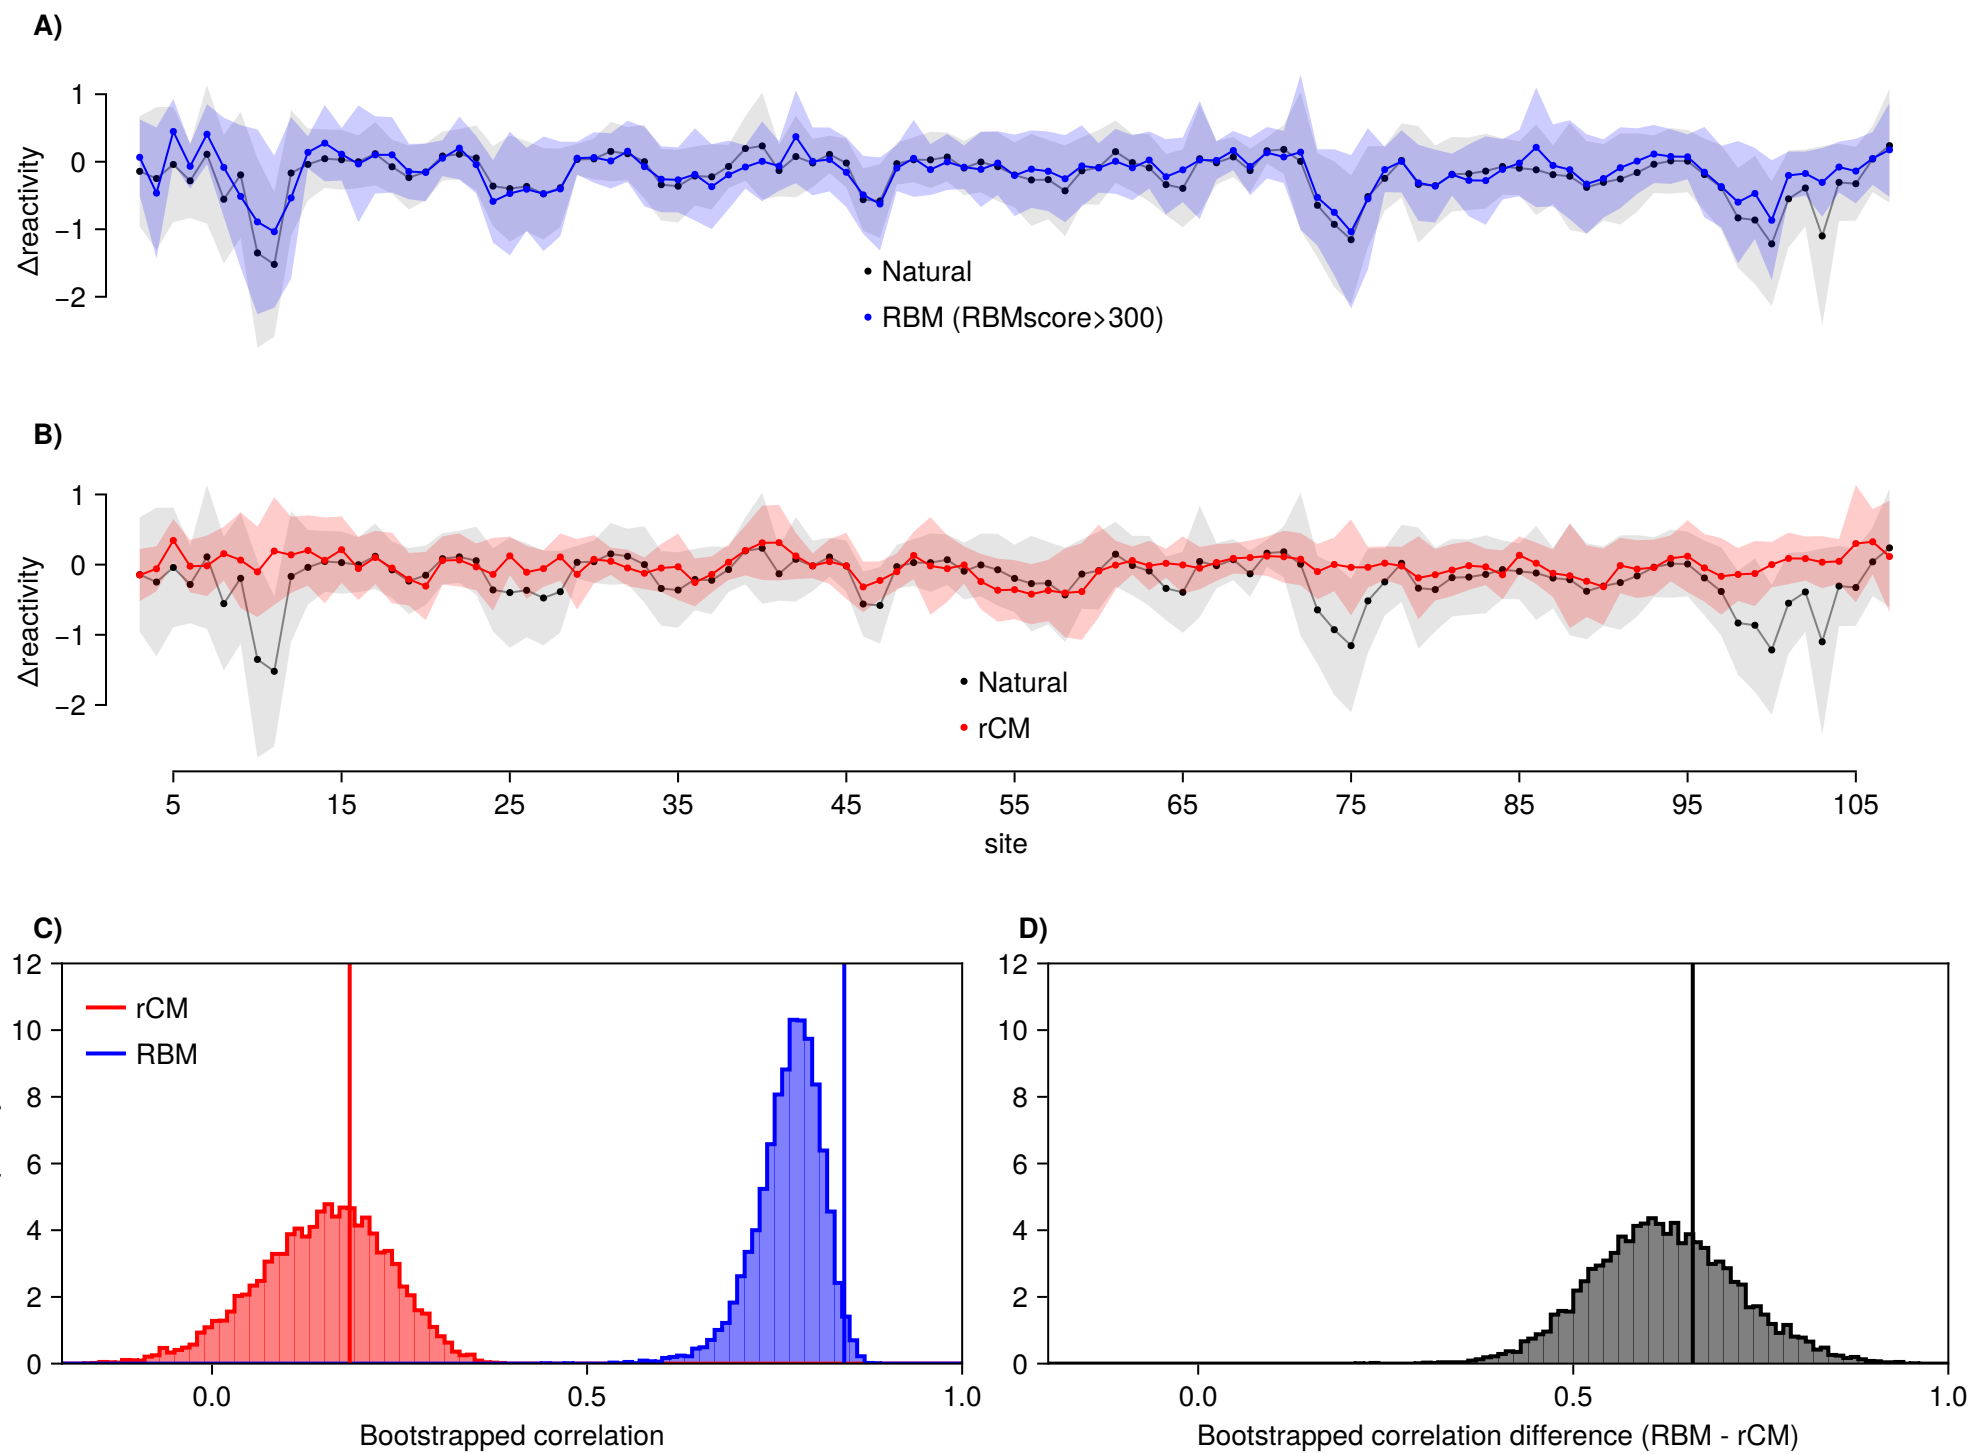 A)
1
0
−1
−2
Δreactivity
Natural
RBM (RBMscore>300)
B)
1
0
−1
−2
Δreactivity
Natural
rCM
5 15 25 35 45 55 65 75 85 95 105
site
C)
12
10
8
6
4
2
0
rCM
RBM
0.0 0.5 1.0
Bootstrapped correlation
D)
12
10
8
6
4
2
0
0.0 0.5 1.0
Bootstrapped correlation difference (RBM - rCM)